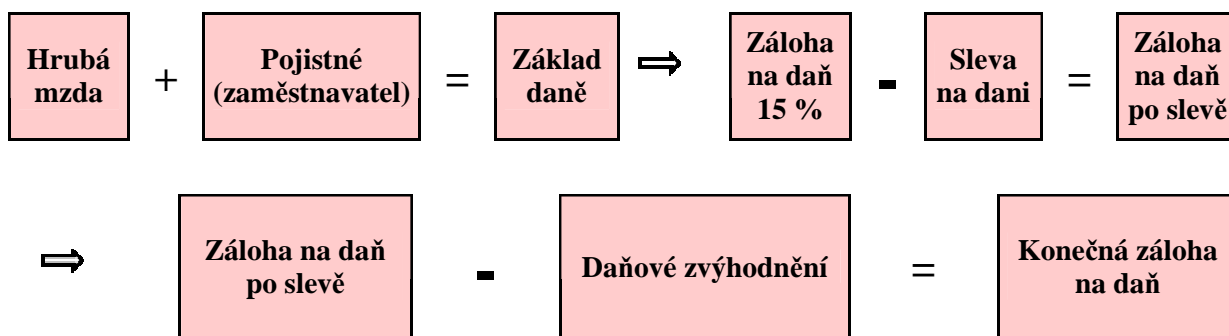 Hrubá
mzda
+
Pojistné
(zaměstnavatel)
=
Základ
daně
⇒
Záloha
na daň
15 %
-
Sleva
na dani
=
Záloha
na daň
po slevě
⇒
Záloha na daň
po slevě
-
Daňové zvýhodnění
=
Konečná záloha
na daň